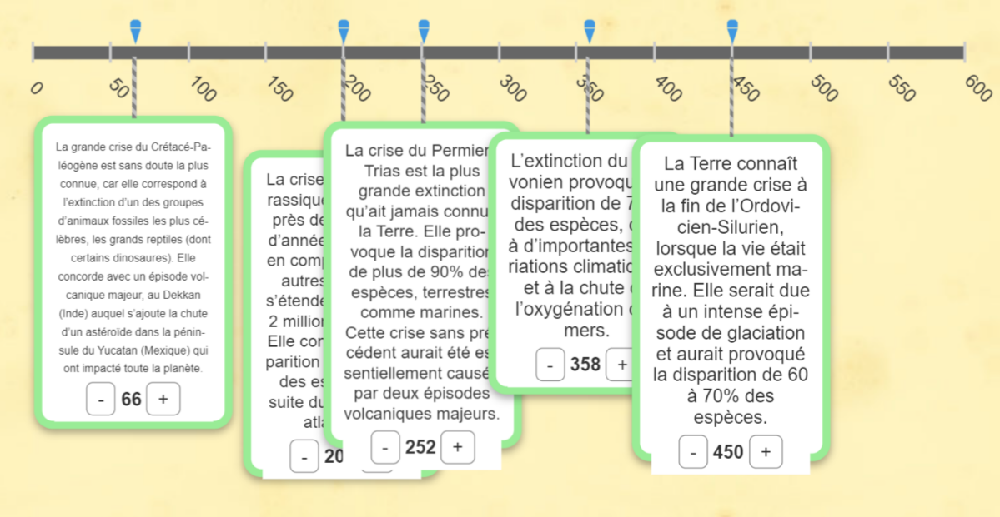 0 50 100 150 200 250 300 350 400 450 500 550 600
La grande crise du Crétacé-Pa-
léogène est sans doute la plus
connue, car elle correspond à
l'extinction d'un des groupes
d'animaux fossiles les plus cé-
lèbres, les grands reptiles (dont
certains dinosaures). Elle
concorde avec un épisode vol-
canique majeur, au Dekkan
(Inde) auquel s'ajoute la chute
d'un astéroïde dans la pénin-
sule du Yucatan (Mexique) qui
ont impacté toute la planète.
- 66 +
La crise
rassique
près de
d'année
en com
autres
s'étende
2 million
Elle cor
parition
des es
suite du
atla
- 20
La crise du Permien
Trias est la plus
grande extinction
qu'ait jamais connu
la Terre. Elle pro-
voque la disparition
de plus de 90% des
espèces, terrestres
comme marines.
Cette crise sans pré
cédent aurait été es
sentiellement causé
par deux épisodes
volcaniques majeurs.
- 252 +
L'extinction du
vonien provoqu
disparition de 7
des espèces,
à d'importantes
riations climatic
et à la chute
l'oxygénation
mers.
- 358 +
La Terre connaît
une grande crise à
la fin de l'Ordovi-
cien-Silurien,
lorsque la vie était
exclusivement ma-
rine. Elle serait due
à un intense épi-
sode de glaciation
et aurait provoqué
la disparition de 60
à 70% des
espèces.
- 450 +